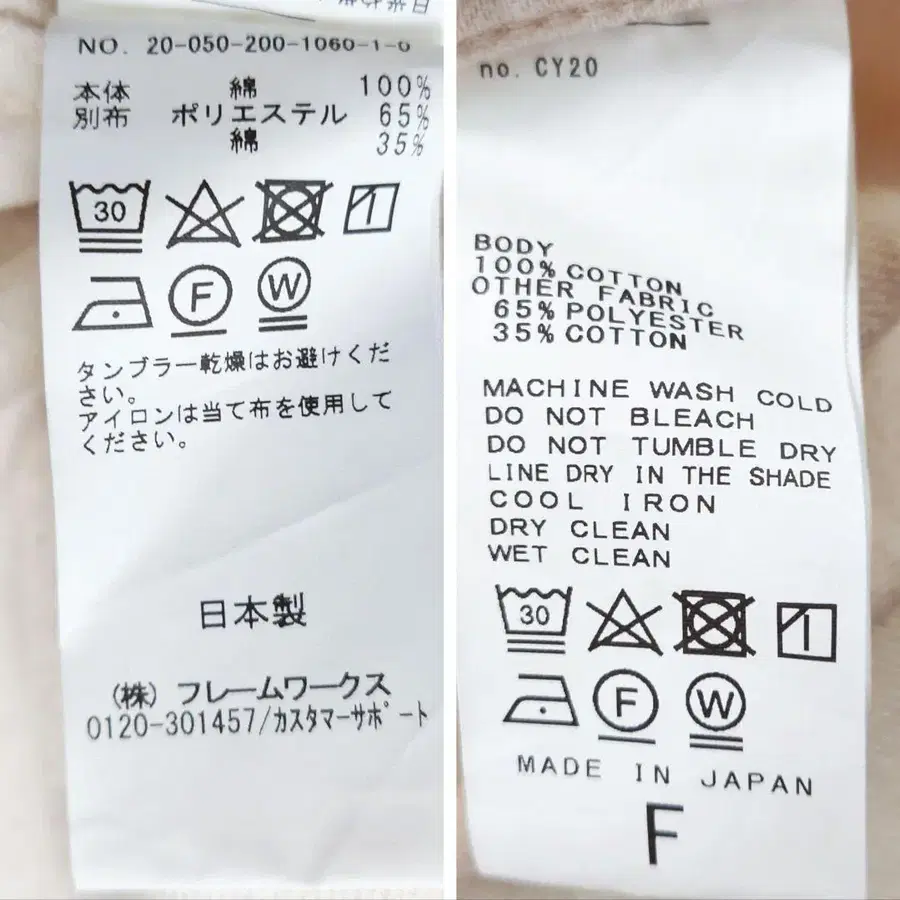 NO. 20-050-200-1060-1-0
本体 綿 100%
別布 ポリエステル 65%
綿 35%
30
F W
タンブラー乾燥はお避けくだ
さい。
アイロンは当て布を使用して
ください。
日本製
(株) フレームワークス
0120-301457/カスタマーサポート
no. CY20
BODY
100% COTTON
OTHER FABRIC
65% POLYESTER
35% COTTON
MACHINE WASH COLD
DO NOT BLEACH
DO NOT TUMBLE DRY
LINE DRY IN THE SHADE
COOL IRON
DRY CLEAN
WET CLEAN
30
F W
MADE IN JAPAN
F